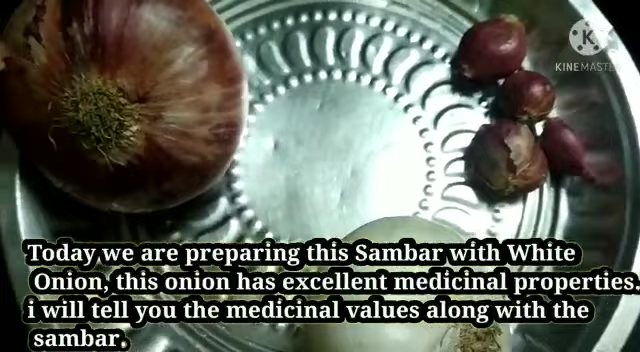 K
KINEMASTER
Today we are preparing this Sambar with White
Onion, this onion has excellent medicinal properties.
i will tell you the medicinal values along with the
sambar.